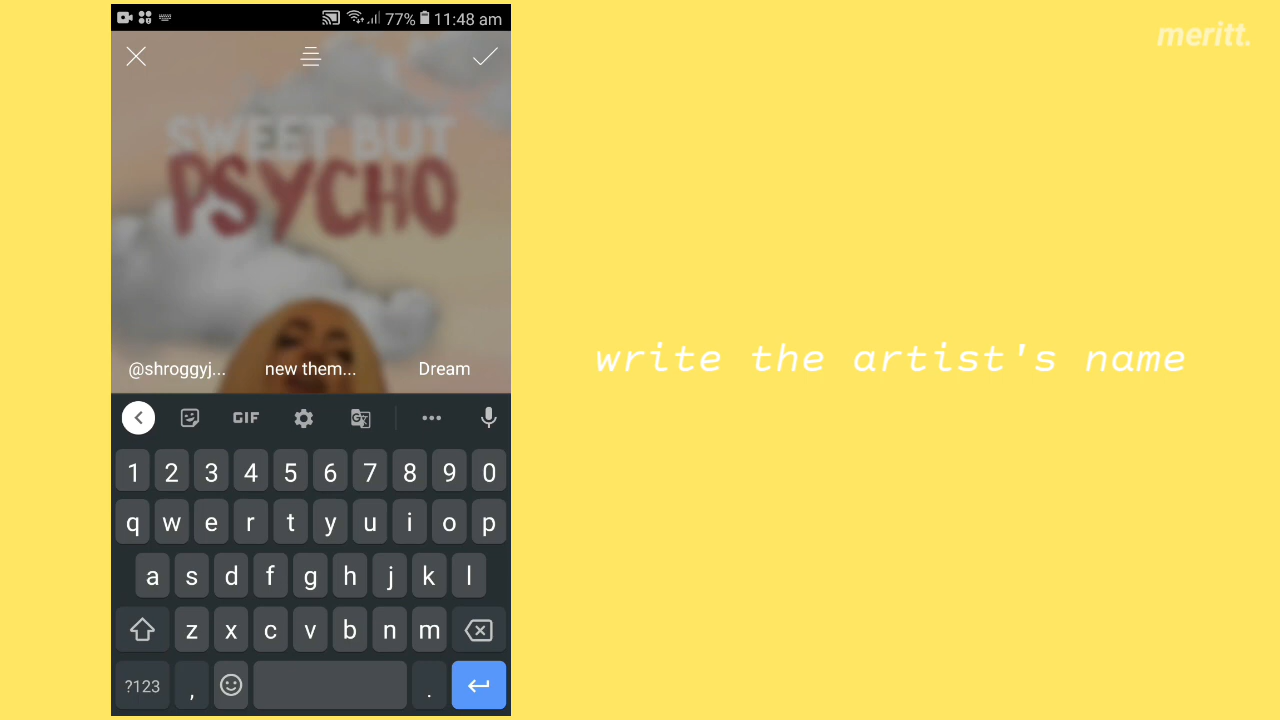 77% 11:48 am
meritt.
SWEET BUT
PSYCHO
write the artist's name
@shroggyj... new them... Dream
GIF
1 2 3 4 5 6 7 8 9 0
q w e r t y u i o p
a s d f g h j k l
z x c v b n m
?123 , .